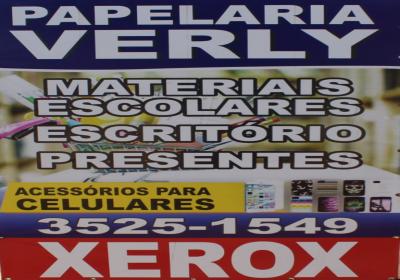 PAPELARIA
VERLY
MATERIAIS
ESCOLARES
ESCRITÓRIO
PRESENTES
ACESSÓRIOS PARA
CELULARES
3525-1549
XEROX